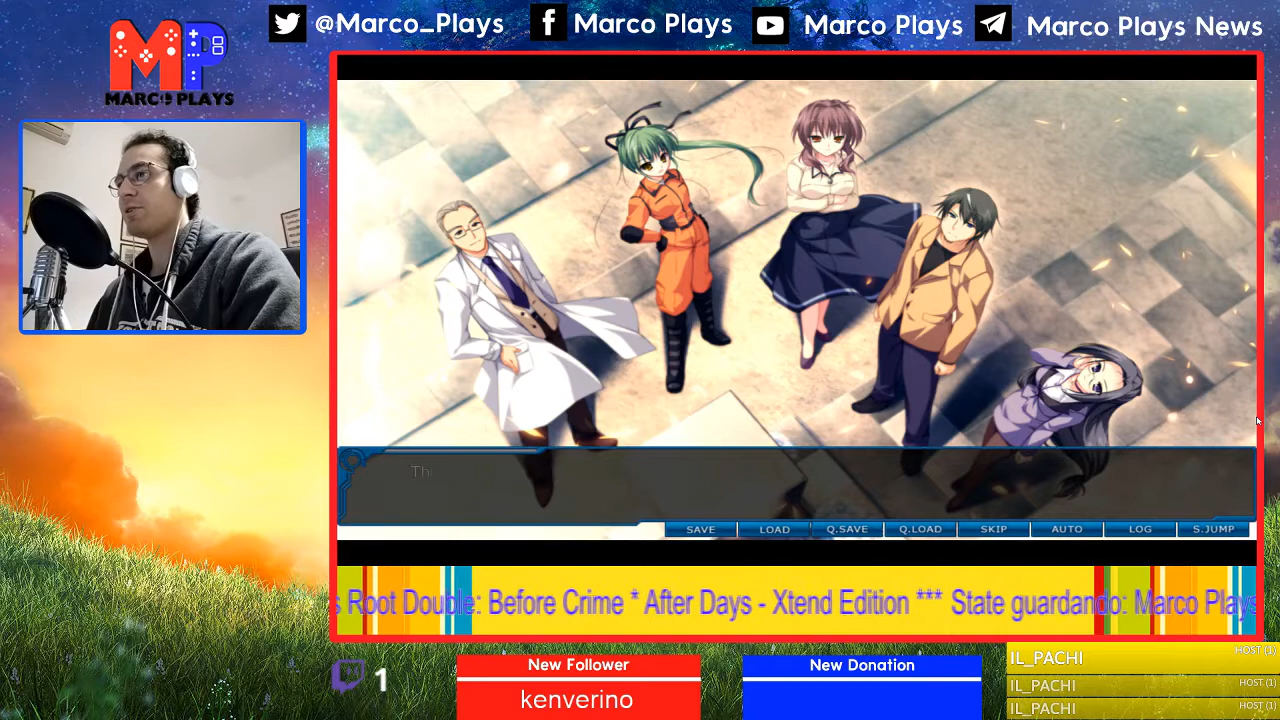 @Marco_Plays
Marco Plays
Marco Plays
Marco Plays News
MP
MARCO PLAYS
Th
SAVE
LOAD
Q.SAVE
Q.LOAD
SKIP
AUTO
LOG
S.JUMP
s Root Double: Before Crime * After Days - Xtend Edition *** State guardando: Marco Plays
1
New Follower
kenverino
New Donation
IL_PACHI
HOST (1)
IL_PACHI
HOST (1)
IL_PACHI
HOST (1)